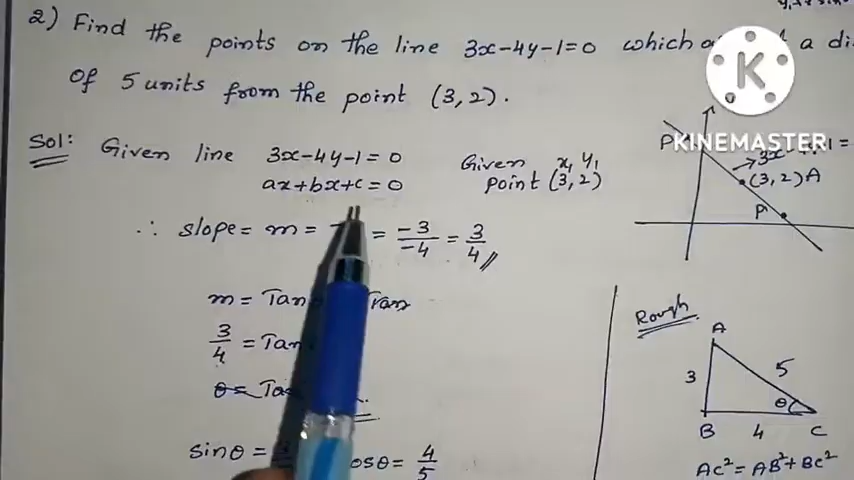 2) Find the points on the line 3x-4y-1=0 which
of 5 units from the point (3,2).
Sol: Given line 3x-4y-1=0
ax+bx+c=0
Given point (3,2)
x₁ y₁
∴ slope = m = = -3/-4 = 3/4
m = Tan
3/4 = Tan
θ =
sinθ = cosθ = 4/5
K
KINEMASTER
3x
(3,2) A
P
Rough
A
3
5
θ
B
4
C
AC² = AB² + BC²